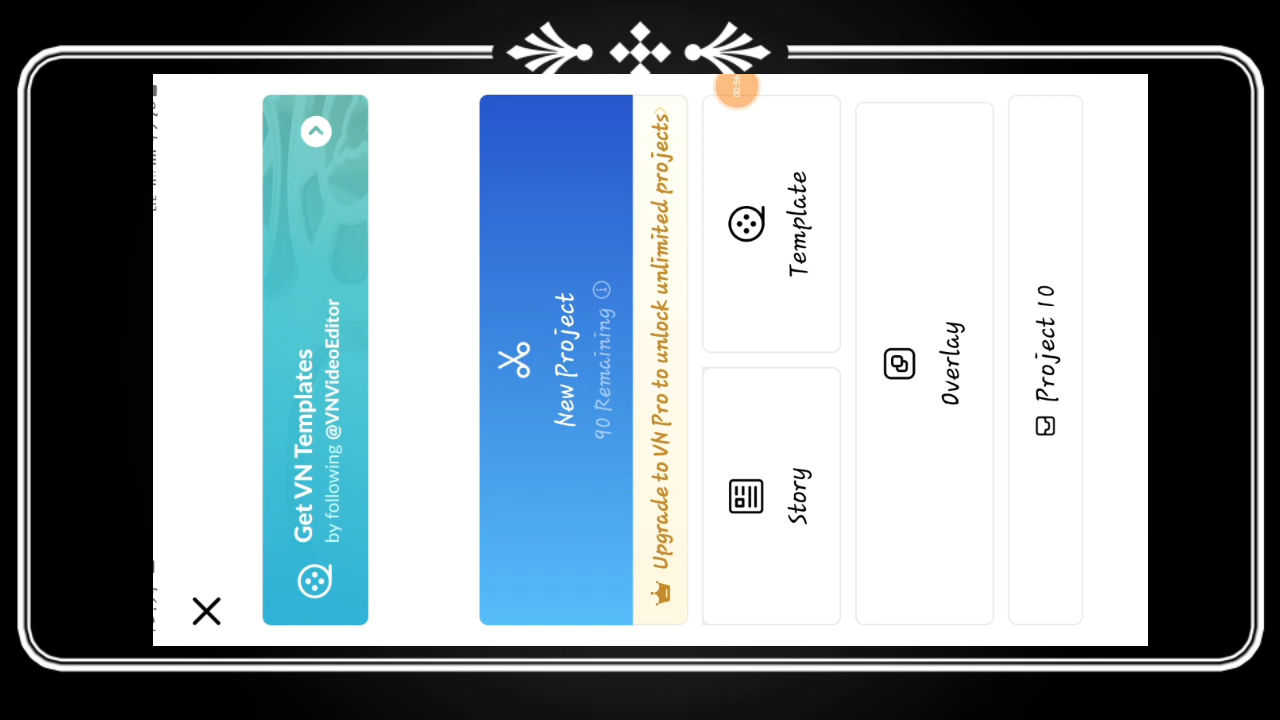 Get VN Templates
by following @VNVideoEditor
New Project
90 Remaining
Upgrade to VN Pro to unlock unlimited projects
Story
Template
Overlay
Project 10